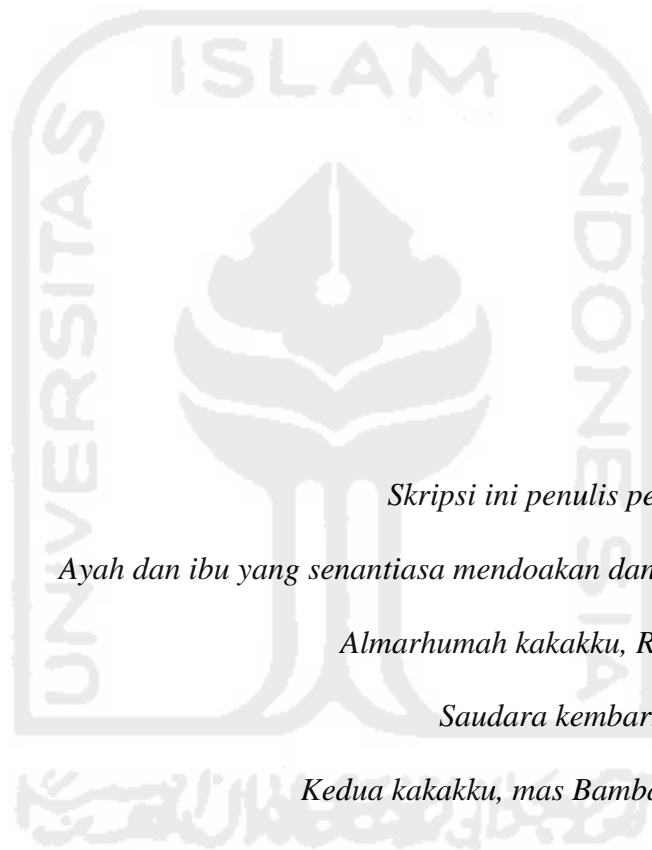 ISLAM
UNIVERSITAS
INDONESIA
Skripsi ini penulis pe
Ayah dan ibu yang senantiasa mendoakan dan
Almarhumah kakakku, R
Saudara kembar
Kedua kakakku, mas Bamba